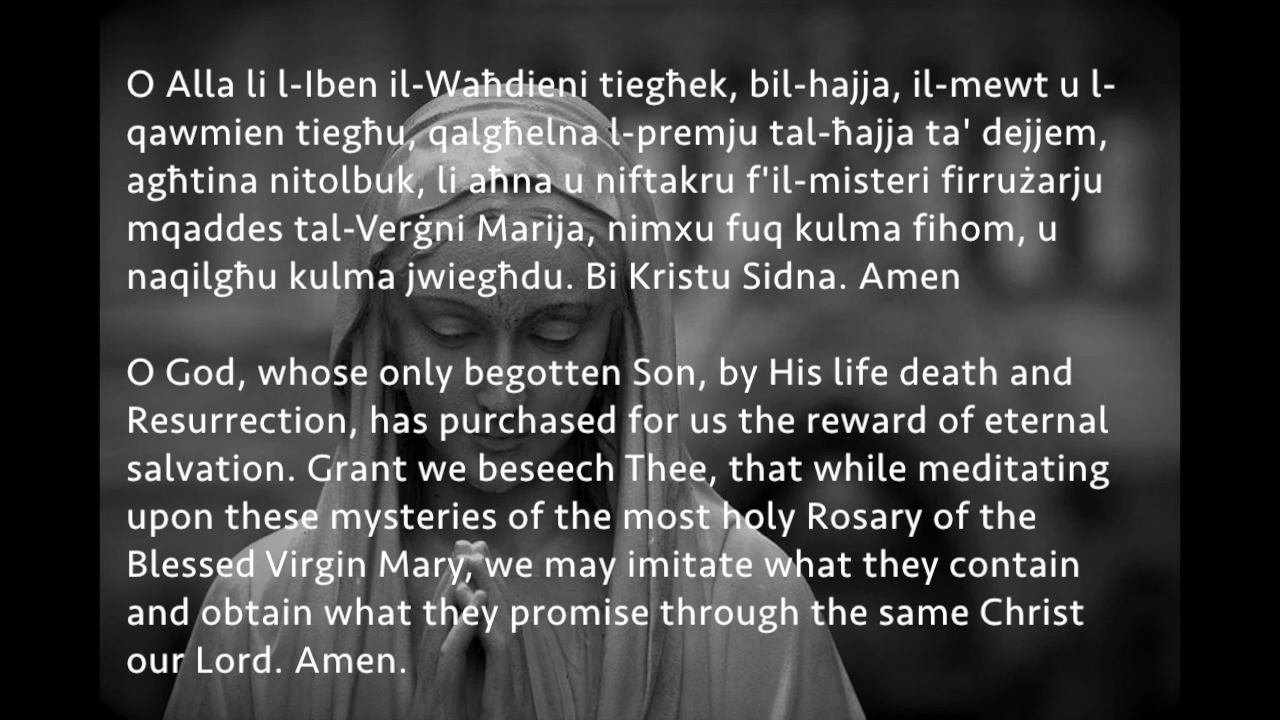 O Alla li l-Iben il-Waħdieni tiegħek, bil-hajja, il-mewt u l-
qawmien tiegħu, qalgħelna l-premju tal-ħajja ta' dejjem,
agħtina nitolbuk, li aħna u niftakru f'il-misteri firrużarju
mqaddes tal-Verġni Marija, nimxu fuq kulma fihom, u
naqilgħu kulma jwiegħdu. Bi Kristu Sidna. Amen
O God, whose only begotten Son, by His life death and
Resurrection, has purchased for us the reward of eternal
salvation. Grant we beseech Thee, that while meditating
upon these mysteries of the most holy Rosary of the
Blessed Virgin Mary, we may imitate what they contain
and obtain what they promise through the same Christ
our Lord. Amen.